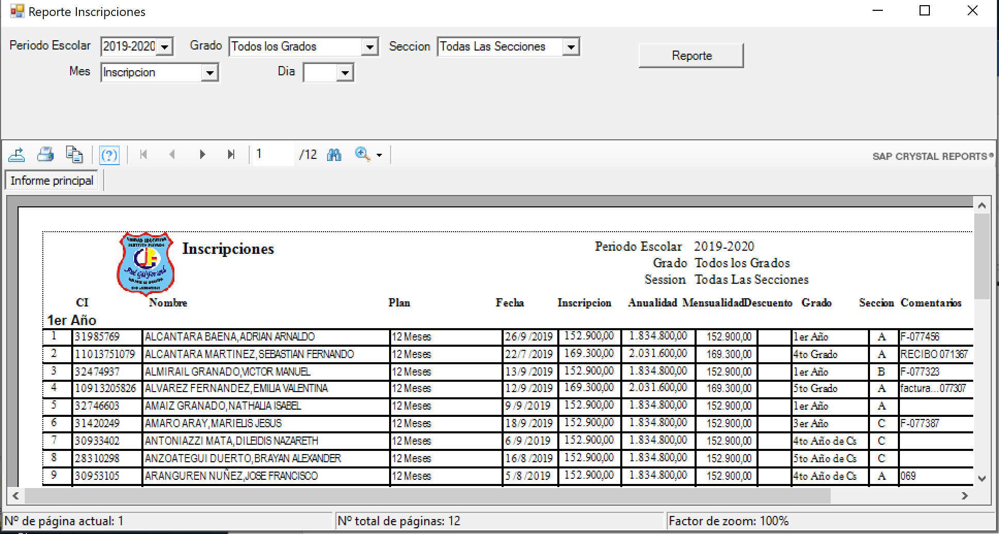 Reporte Inscripciones
Periodo Escolar 2019-2020 Grado Todos los Grados Seccion Todas Las Secciones Reporte
Mes Inscripcion Dia
1 /12 SAP CRYSTAL REPORTS®
Informe principal
Inscripciones
Periodo Escolar 2019-2020
Grado Todos los Grados
Session Todas Las Secciones
CI Nombre Plan Fecha Inscripcion Anualidad Mensualidad Descuento Grado Seccion Comentarios
1er Año
1 31985769 ALCANTARA BAENA,ADRIAN ARNALDO 12 Meses 26/9 /2019 152.900,00 1.834.800,00 152.900,00 1er Año A F-077456
2 11013751079 ALCANTARA MARTINEZ,SEBASTIAN FERNANDO 12 Meses 22/7 /2019 169.300,00 2.031.600,00 169.300,00 4to Grado A RECIBO 071367
3 32474937 ALMIRAIL GRANADO,VICTOR MANUEL 12 Meses 13/9 /2019 152.900,00 1.834.800,00 152.900,00 1er Año B F-077323
4 10913205826 ALVAREZ FERNANDEZ,EMILIA VALENTINA 12 Meses 12/9 /2019 169.300,00 2.031.600,00 169.300,00 5to Grado A factura...077307
5 32746603 AMAIZ GRANADO,NATHALIA ISABEL 12 Meses 9 /9 /2019 152.900,00 1.834.800,00 152.900,00 1er Año A
6 31420249 AMARO ARAY,MARIELIS JESUS 12 Meses 18/9 /2019 152.900,00 1.834.800,00 152.900,00 3er Año C F-077387
7 30933402 ANTONIAZZI MATA,DILEIDIS NAZARETH 12 Meses 6 /9 /2019 152.900,00 1.834.800,00 152.900,00 4to Año de Cs C
8 28310298 ANZOATEGUI DUERTO,BRAYAN ALEXANDER 12 Meses 16/8 /2019 152.900,00 1.834.800,00 152.900,00 5to Año de Cs C
9 30953105 ARANGUREN NUÑEZ,JOSE FRANCISCO 12 Meses 5 /8 /2019 152.900,00 1.834.800,00 152.900,00 4to Año de Cs A 069
Nº de página actual: 1 Nº total de páginas: 12 Factor de zoom: 100%